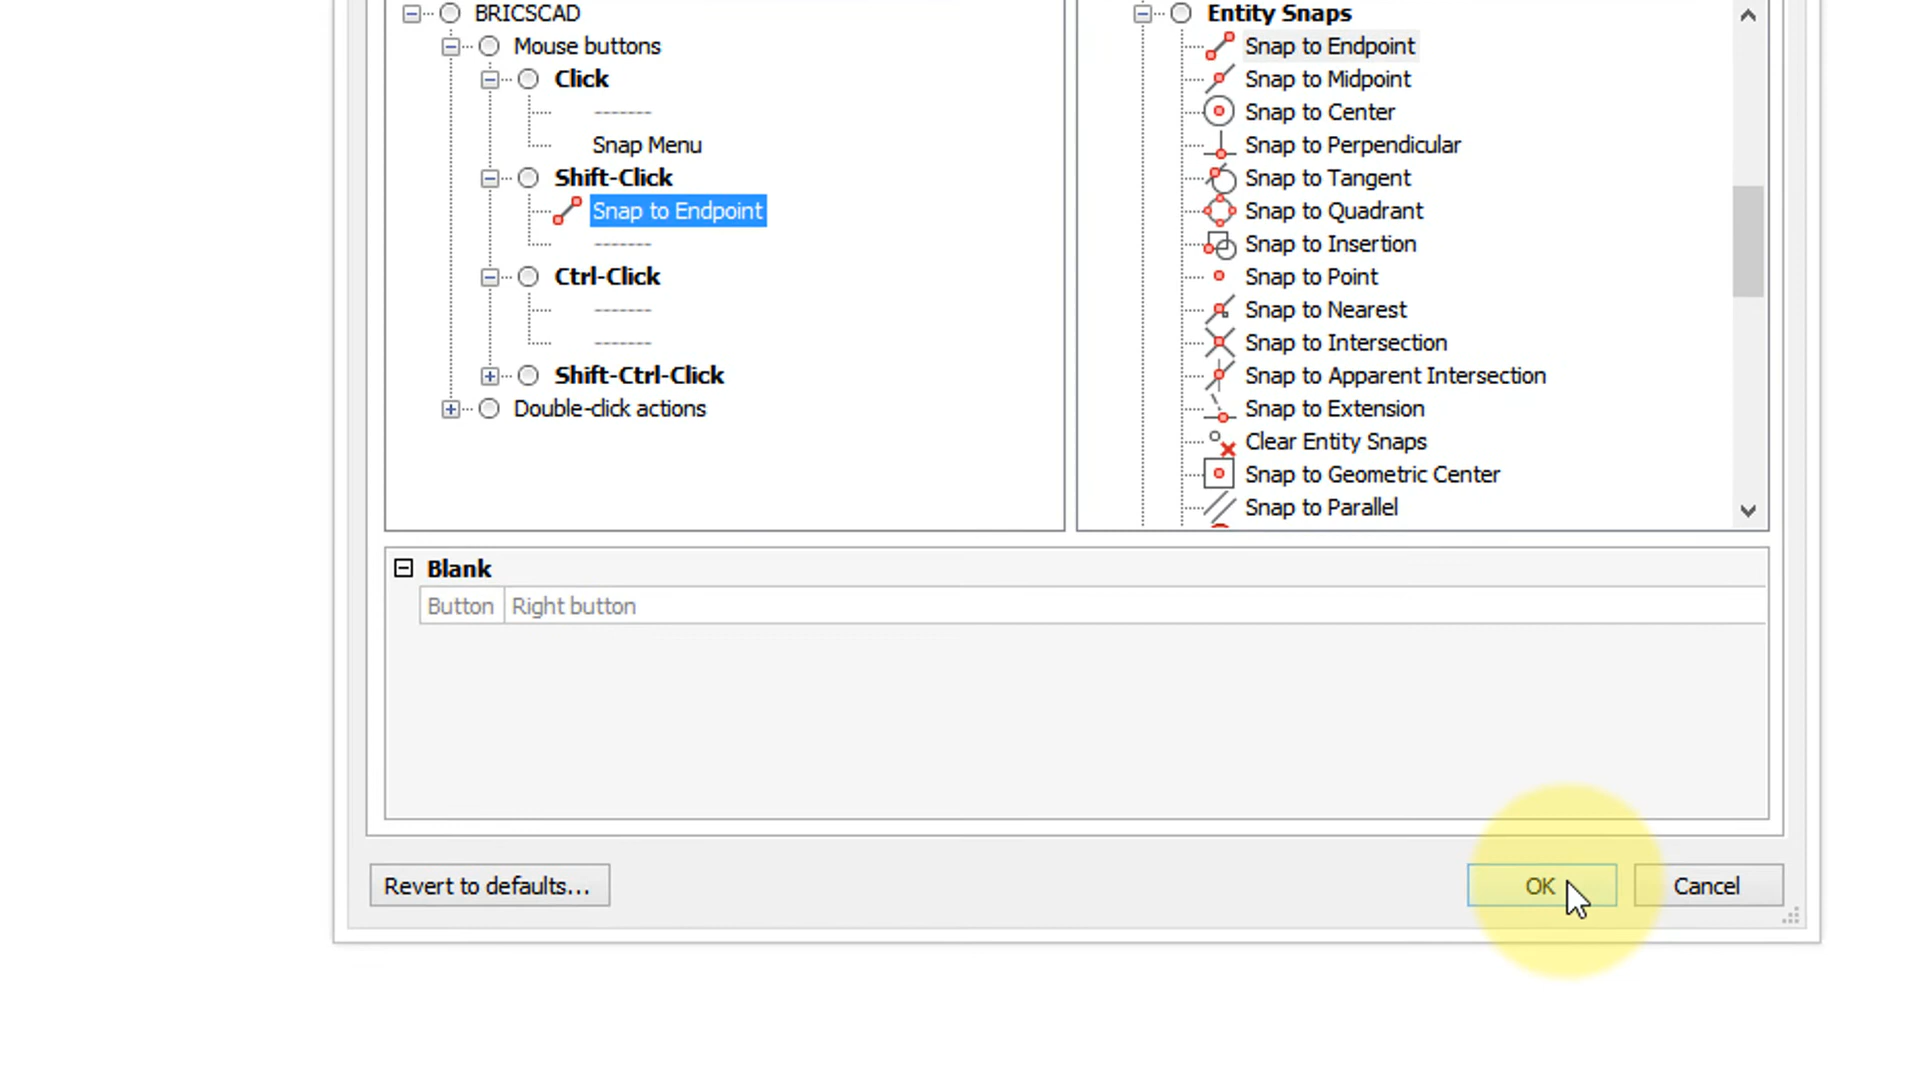 BRICSCAD
Mouse buttons
Click
-------
Snap Menu
Shift-Click
Snap to Endpoint
-------
Ctrl-Click
-------
-------
Shift-Ctrl-Click
Double-click actions
Entity Snaps
Snap to Endpoint
Snap to Midpoint
Snap to Center
Snap to Perpendicular
Snap to Tangent
Snap to Quadrant
Snap to Insertion
Snap to Point
Snap to Nearest
Snap to Intersection
Snap to Apparent Intersection
Snap to Extension
Clear Entity Snaps
Snap to Geometric Center
Snap to Parallel
Blank
Button Right button
Revert to defaults...
OK
Cancel